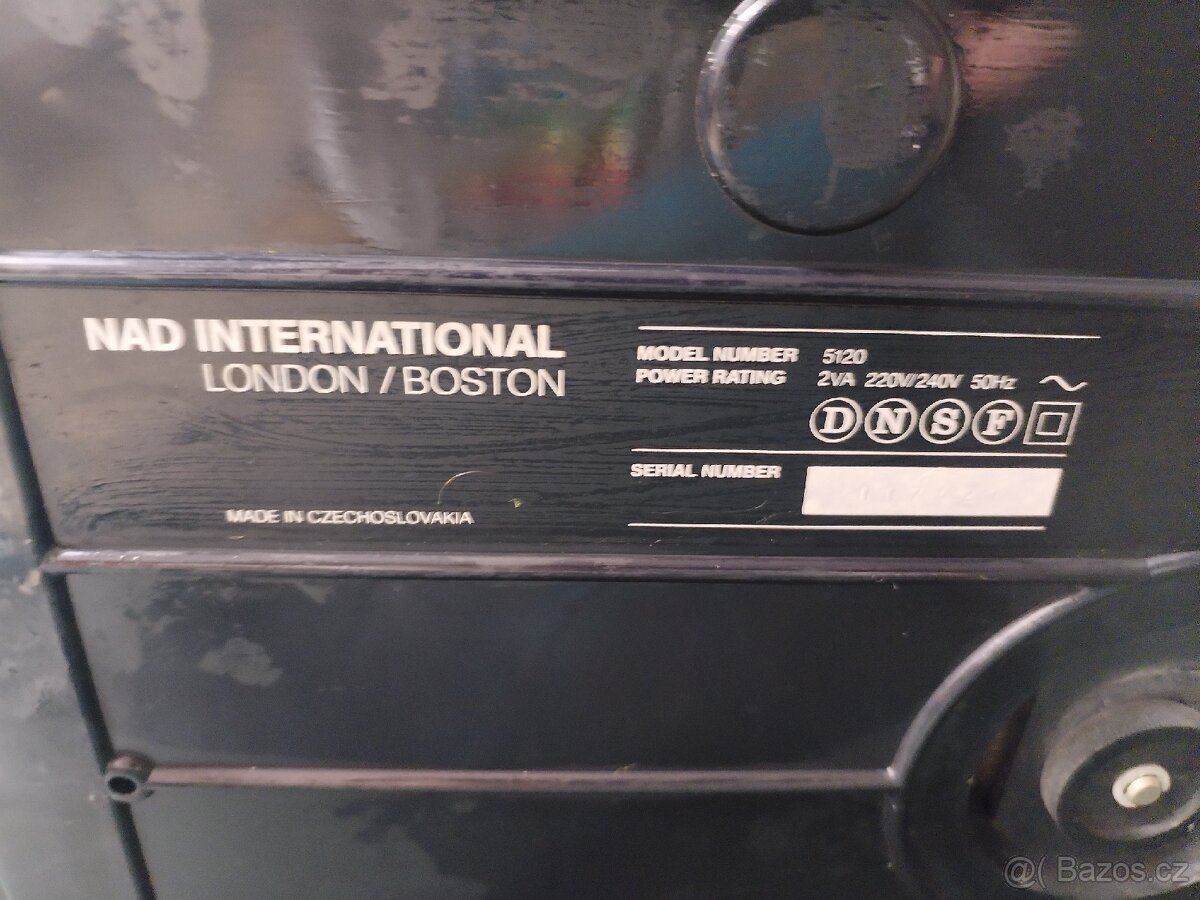 NAD INTERNATIONAL
LONDON / BOSTON
MADE IN CZECHOSLOVAKIA
MODEL NUMBER 5120
POWER RATING 2VA 220V/240V 50Hz ~
D N S F
SERIAL NUMBER
@( Bazos.cz